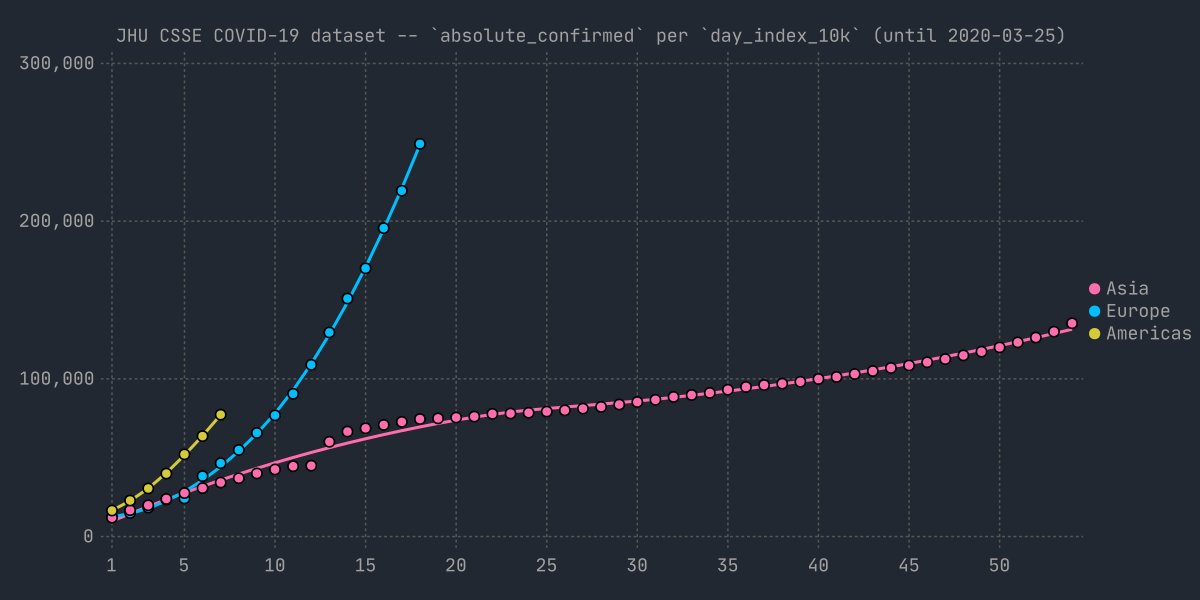 JHU CSSE COVID-19 dataset -- `absolute_confirmed` per `day_index_10k` (until 2020-03-25)
300,000
200,000
100,000
0
1 5 10 15 20 25 30 35 40 45 50
Asia
Europe
Americas